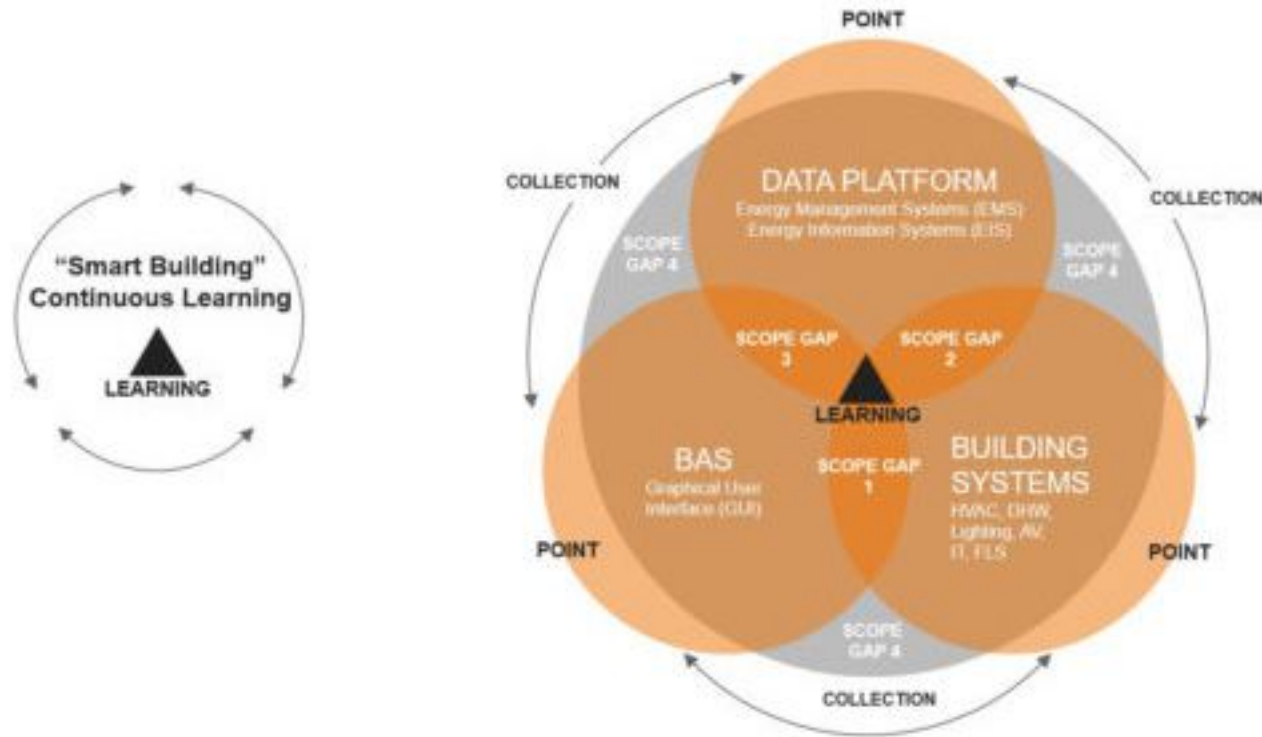 “Smart Building”
Continuous Learning
LEARNING
POINT
COLLECTION
COLLECTION
DATA PLATFORM
Energy Management Systems (EMS)
Energy Information Systems (EIS)
SCOPE
GAP 4
SCOPE
GAP 4
SCOPE GAP
3
SCOPE GAP
2
LEARNING
BAS
Graphical User
Interface (GUI)
SCOPE GAP
1
BUILDING
SYSTEMS
HVAC, DHW,
Lighting, AV,
IT, FLS
POINT
POINT
SCOPE
GAP 4
COLLECTION